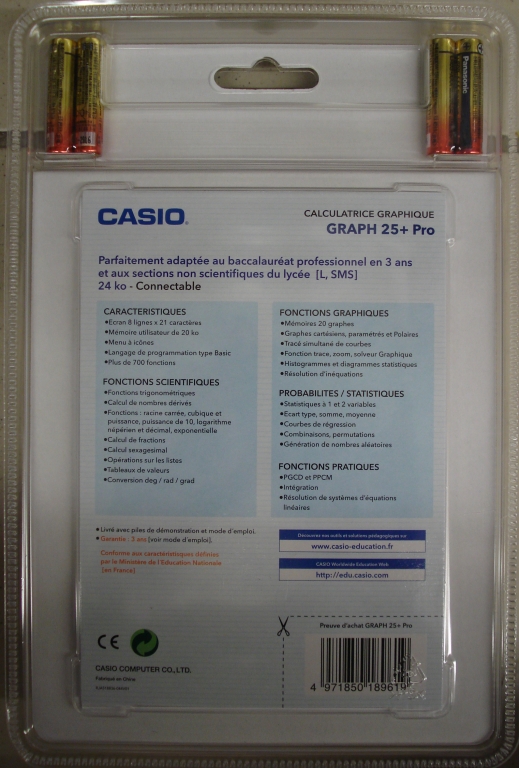 Panasonic
CASIO
CALCULATRICE GRAPHIQUE
GRAPH 25+ Pro
Parfaitement adaptée au baccalauréat professionnel en 3 ans
et aux sections non scientifiques du lycée [L, SMS]
24 ko - Connectable
CARACTERISTIQUES
•Ecran 8 lignes x 21 caractères
•Mémoire utilisateur de 20 ko
•Menu à icônes
•Langage de programmation type Basic
•Plus de 700 fonctions
FONCTIONS SCIENTIFIQUES
•Fonctions trigonométriques
•Calcul de nombres dérivés
•Fonctions : racine carrée, cubique et
puissance, puissance de 10, logarithme
népérien et décimal, exponentielle
•Calcul de fractions
•Calcul sexagesimal
•Opérations sur les listes
•Tableaux de valeurs
•Conversion deg / rad / grad
FONCTIONS GRAPHIQUES
•Mémoires 20 graphes
•Graphes cartésiens, paramétrés et Polaires
•Tracé simultané de courbes
•Fonction trace, zoom, solveur Graphique
•Histogrammes et diagrammes statistiques
•Résolution d'inéquations
PROBABILITES / STATISTIQUES
•Statistiques à 1 et 2 variables
•Ecart type, somme, moyenne
•Courbes de régression
•Combinaisons, permutations
•Génération de nombres aléatoires
FONCTIONS PRATIQUES
•PGCD et PPCM
•Intégration
•Résolution de systèmes d'équations
linéaires
•Livré avec piles de démonstration et mode d'emploi.
•Garantie : 3 ans [voir mode d'emploi].
Conforme aux caractéristiques définies
par le Ministère de l'Education Nationale
[en France]
Découvrez nos outils et solutions pédagogiques sur
www.casio-education.fr
CASIO Worldwide Education Web
http://edu.casio.com
Preuve d'achat GRAPH 25+ Pro
4 971850 189619
CE
CASIO COMPUTER CO.,LTD.
Fabriqué en Chine